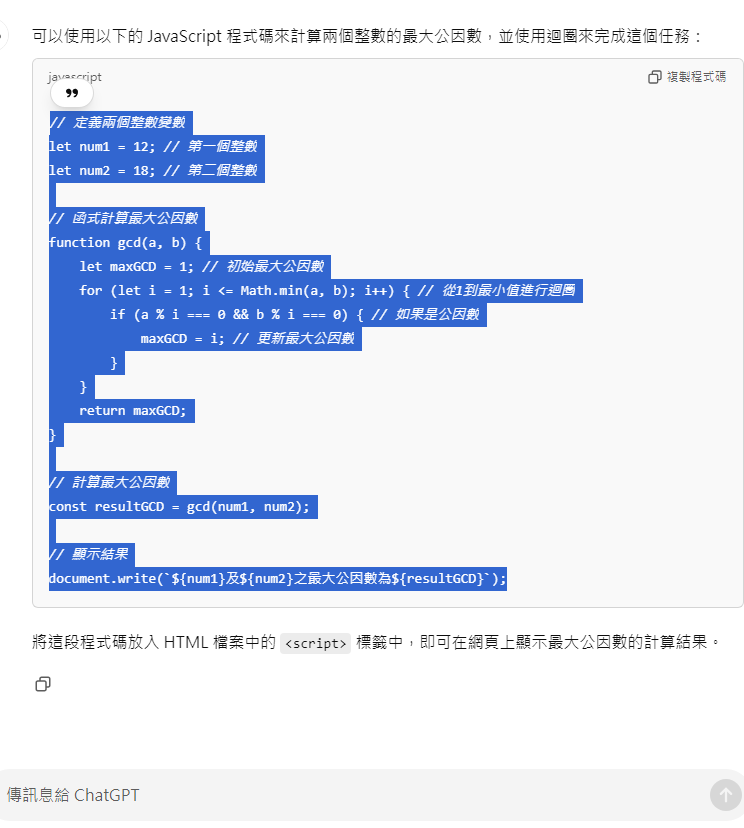 可以使用以下的 JavaScript 程式碼來計算兩個整數的最大公因數，並使用迴圈來完成這個任務：
javascript
複製程式碼
// 定義兩個整數變數
let num1 = 12; // 第一個整數
let num2 = 18; // 第二個整數
// 函式計算最大公因數
function gcd(a, b) {
    let maxGCD = 1; // 初始最大公因數
    for (let i = 1; i <= Math.min(a, b); i++) { // 從1到最小值進行迴圈
        if (a % i === 0 && b % i === 0) { // 如果是公因數
            maxGCD = i; // 更新最大公因數
        }
    }
    return maxGCD;
}
// 計算最大公因數
const resultGCD = gcd(num1, num2);
// 顯示結果
document.write(`${num1}及${num2}之最大公因數為${resultGCD}`);
將這段程式碼放入 HTML 檔案中的 <script> 標籤中，即可在網頁上顯示最大公因數的計算結果。
傳訊息給 ChatGPT